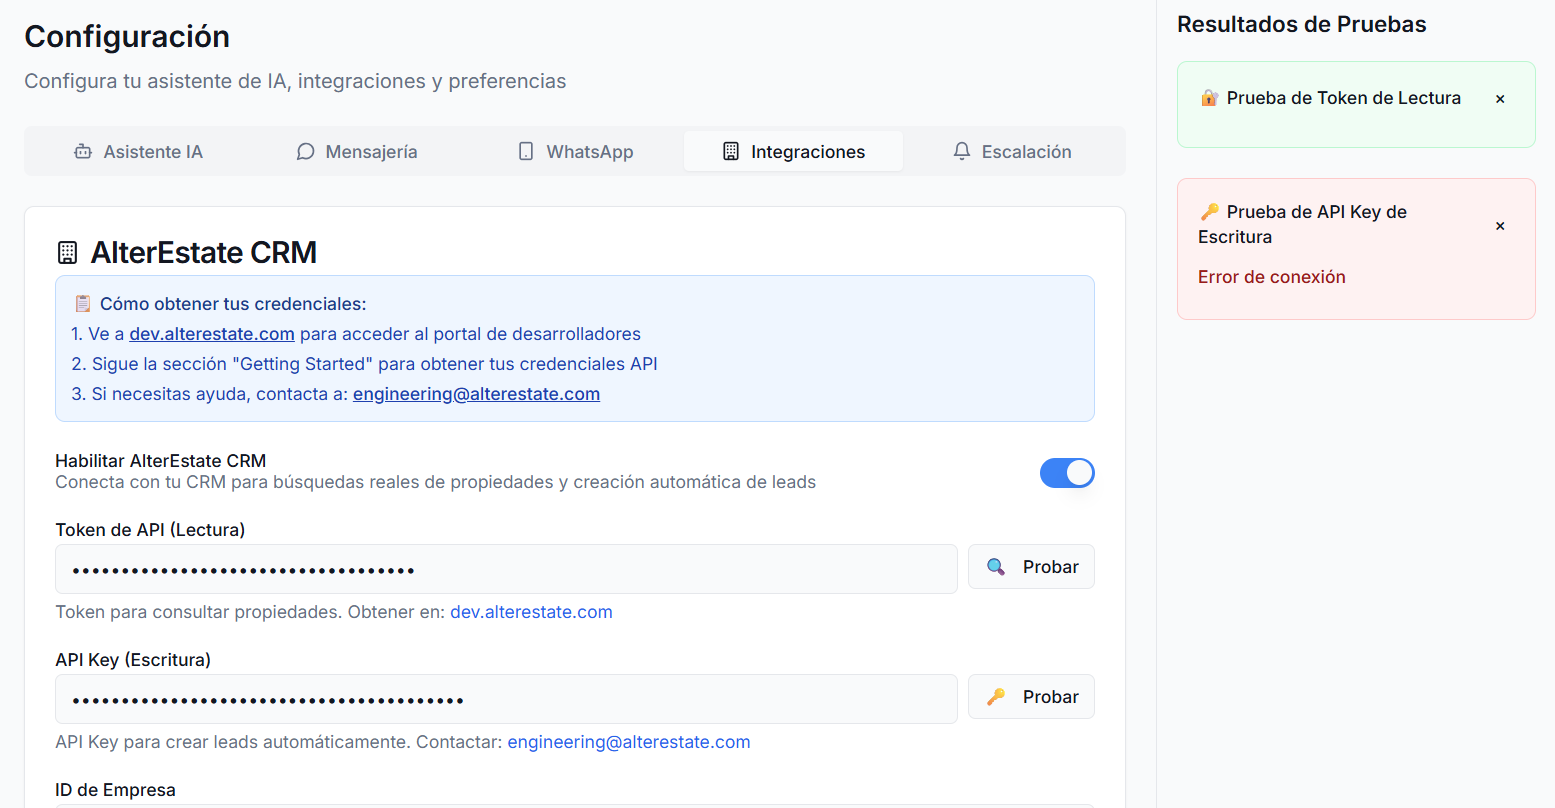 Configuración
Configura tu asistente de IA, integraciones y preferencias
Asistente IA
Mensajería
WhatsApp
Integraciones
Escalación
AlterEstate CRM
Cómo obtener tus credenciales:
1. Ve a dev.alterestate.com para acceder al portal de desarrolladores
2. Sigue la sección "Getting Started" para obtener tus credenciales API
3. Si necesitas ayuda, contacta a: engineering@alterestate.com
Habilitar AlterEstate CRM
Conecta con tu CRM para búsquedas reales de propiedades y creación automática de leads
Token de API (Lectura)
Probar
Token para consultar propiedades. Obtener en: dev.alterestate.com
API Key (Escritura)
Probar
API Key para crear leads automáticamente. Contactar: engineering@alterestate.com
ID de Empresa
Resultados de Pruebas
Prueba de Token de Lectura
Prueba de API Key de
Escritura
Error de conexión